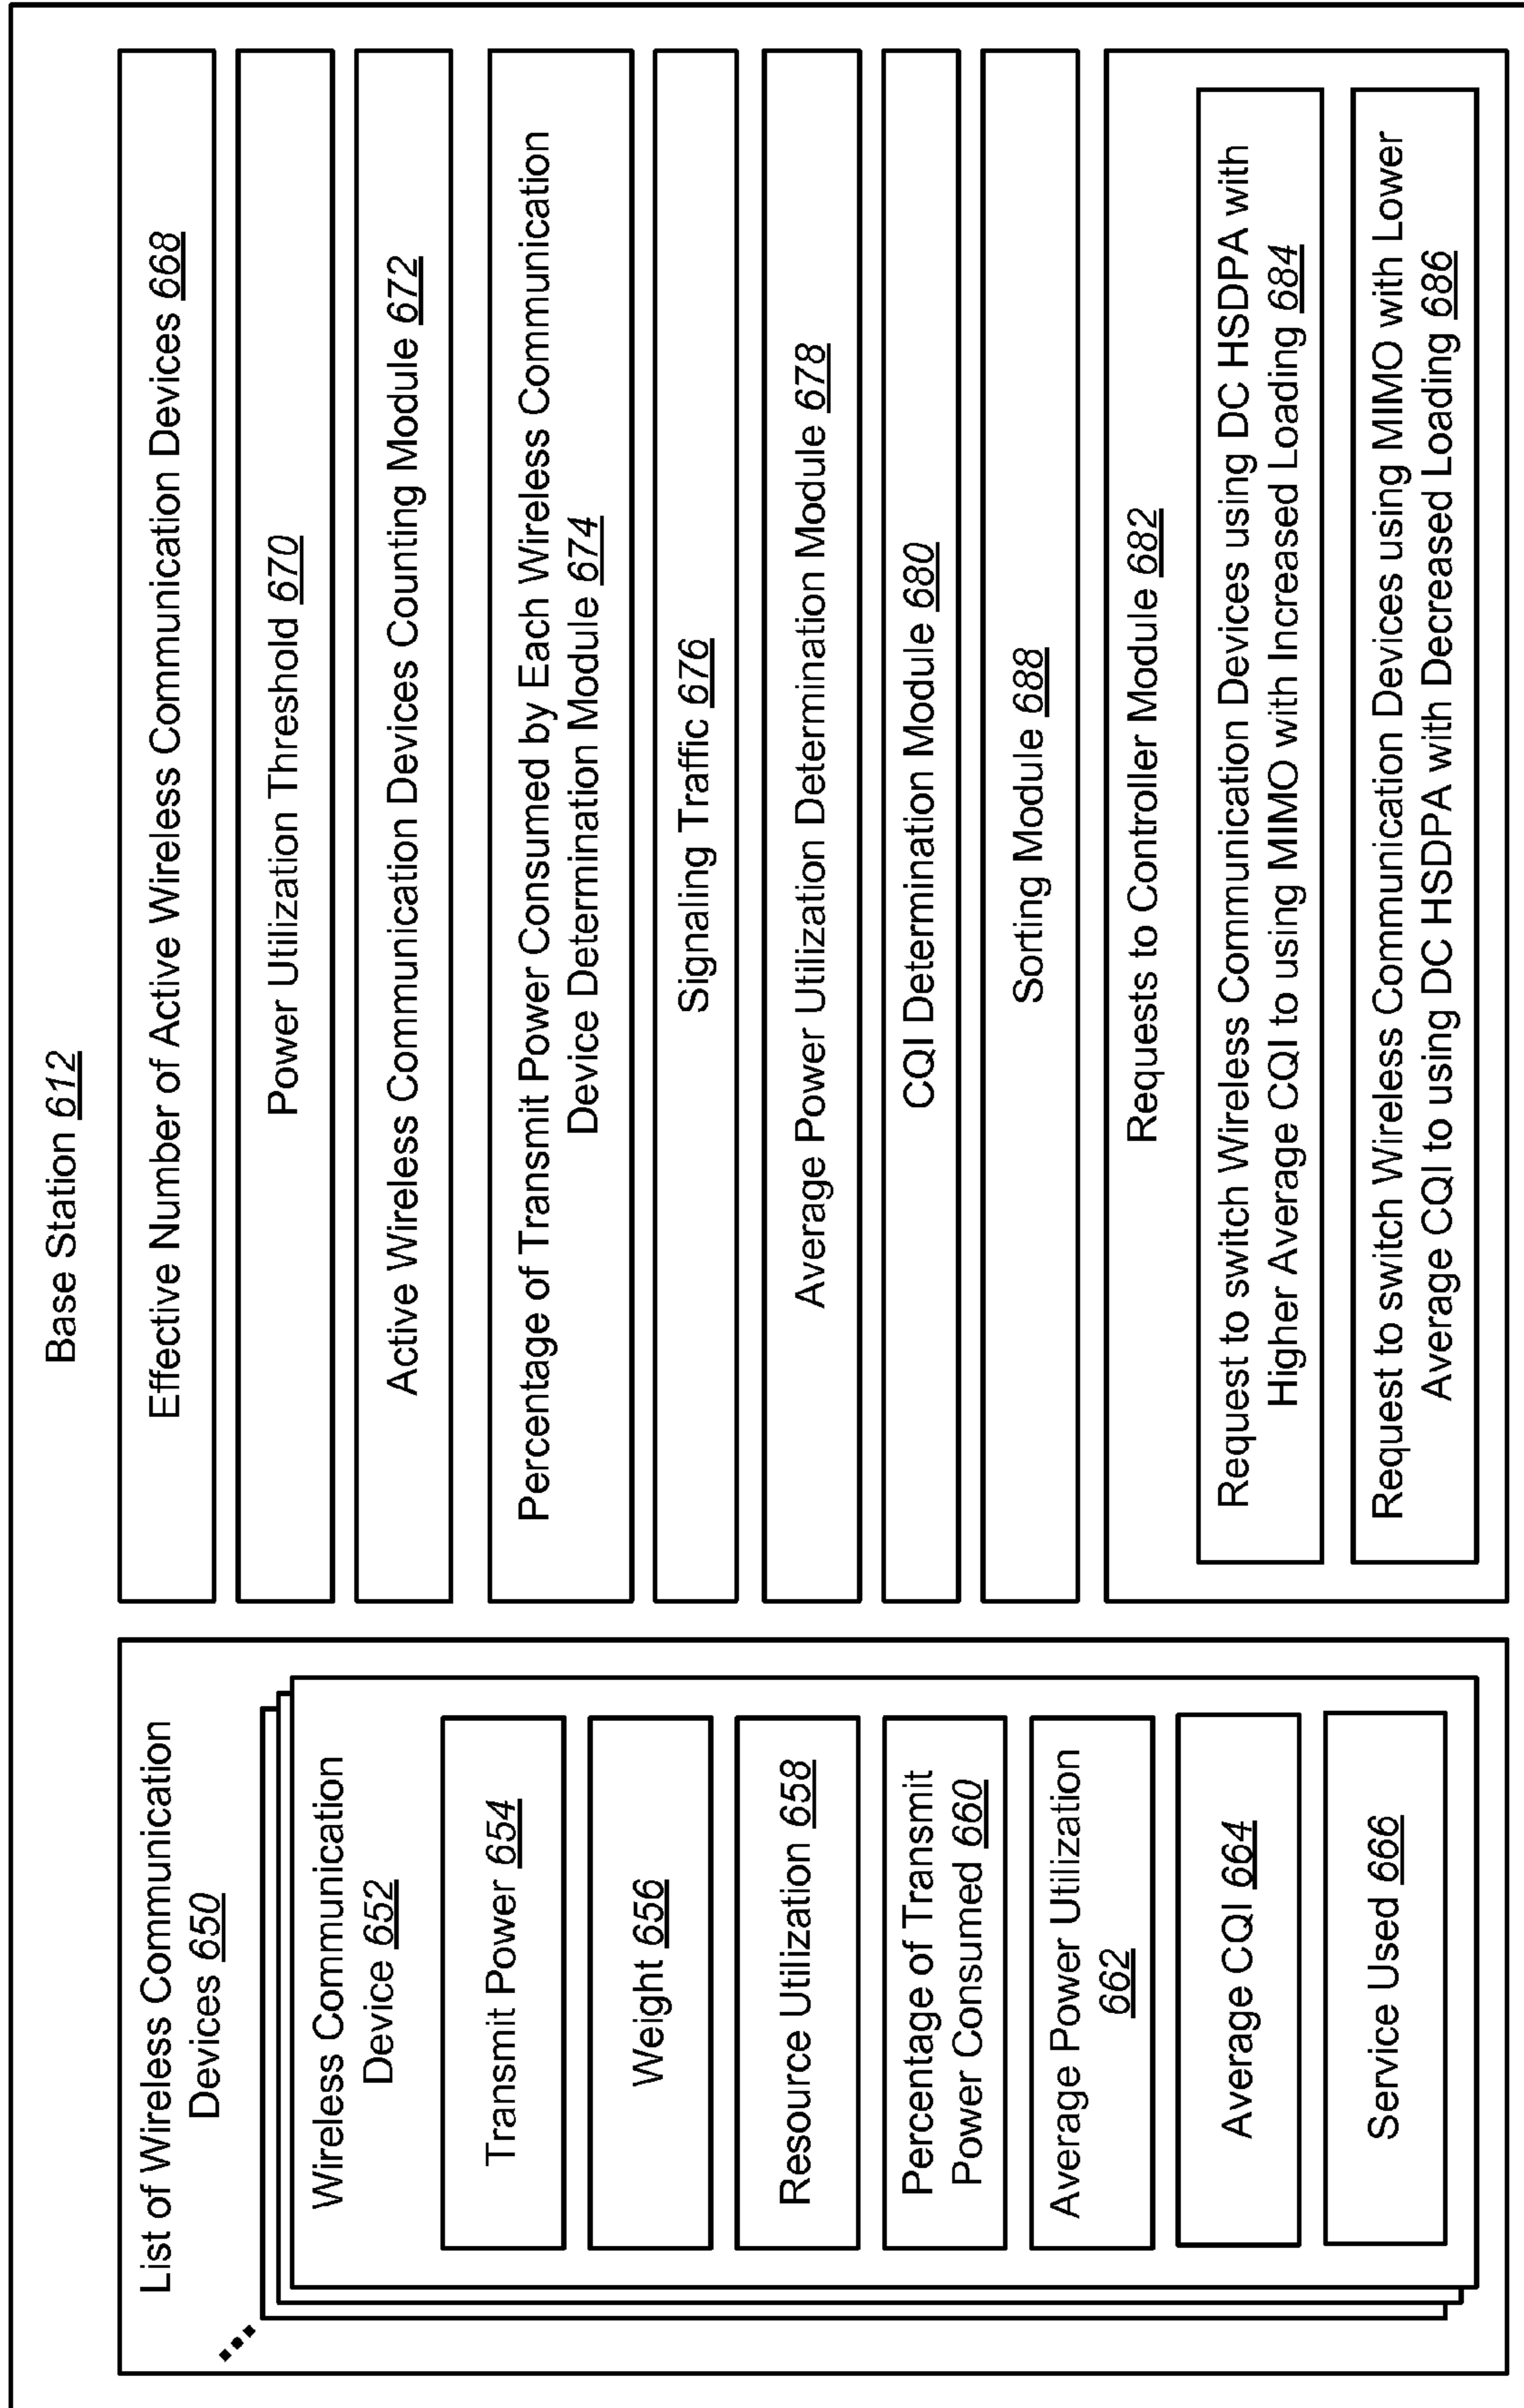 Base Station 612
List of Wireless Communication
Devices 650
Wireless Communication
Device 652
Transmit Power 654
Weight 656
Resource Utilization 658
Percentage of Transmit
Power Consumed 660
Average Power Utilization
662
Average CQI 664
Service Used 666
Effective Number of Active Wireless Communication Devices 668
Power Utilization Threshold 670
Active Wireless Communication Devices Counting Module 672
Percentage of Transmit Power Consumed by Each Wireless Communication
Device Determination Module 674
Signaling Traffic 676
Average Power Utilization Determination Module 678
CQI Determination Module 680
Sorting Module 688
Requests to Controller Module 682
Request to switch Wireless Communication Devices using DC HSDPA with
Higher Average CQI to using MIMO with Increased Loading 684
Request to switch Wireless Communication Devices using MIMO with Lower
Average CQI to using DC HSDPA with Decreased Loading 686